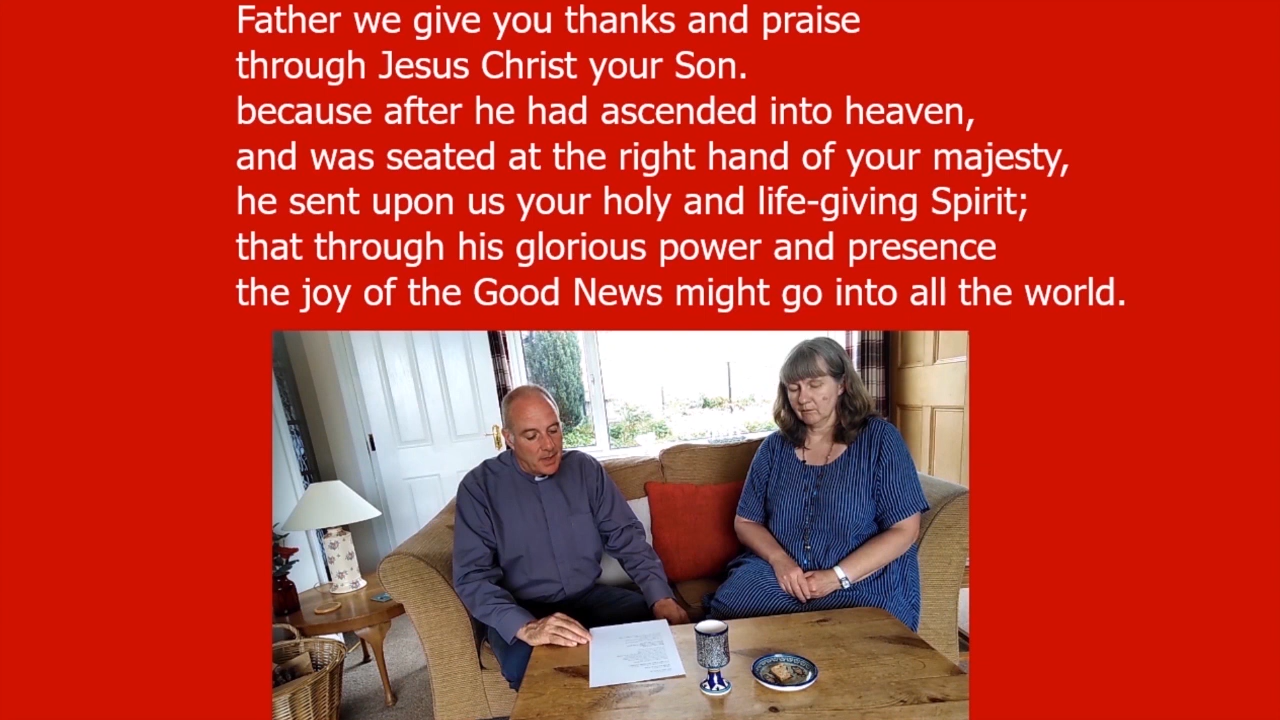 Father we give you thanks and praise
through Jesus Christ your Son.
because after he had ascended into heaven,
and was seated at the right hand of your majesty,
he sent upon us your holy and life-giving Spirit;
that through his glorious power and presence
the joy of the Good News might go into all the world.